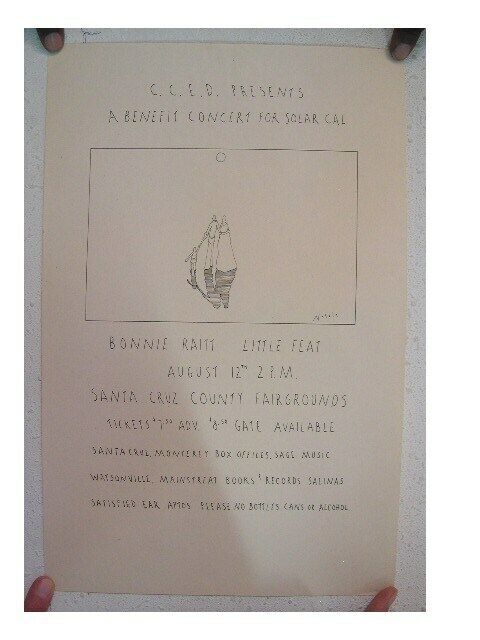 C.C.E.D. PRESENTS
A BENEFIT CONCERT FOR SOLAR CAL
BONNIE RAITT LITTLE FEAT
AUGUST 12TH 2 P.M.
SANTA CRUZ COUNTY FAIRGROUNDS
TICKETS $7.50 ADV. $8.50 GATE AVAILABLE
SANTA CRUZ, MONTEREY BOX OFFICES, SAGE MUSIC
WATSONVILLE, MAINSTREAT BOOKS & RECORDS SALINAS
SATISFIED EAR APTOS PLEASE NO BOTTLES CANS OR ALCOHOL